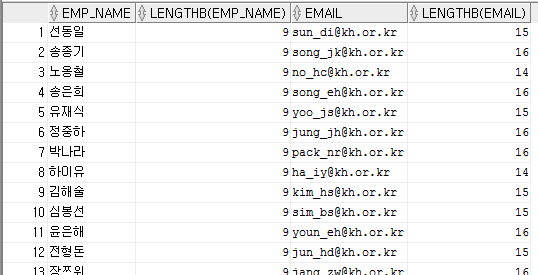 EMP_NAME LENGTHB(EMP_NAME) EMAIL LENGTHB(EMAIL)
1 선동일 9 sun_di@kh.or.kr 15
2 송종기 9 song_jk@kh.or.kr 16
3 노옹철 9 no_hc@kh.or.kr 14
4 송은희 9 song_eh@kh.or.kr 16
5 유재식 9 yoo_js@kh.or.kr 15
6 정중하 9 jung_jh@kh.or.kr 16
7 박나라 9 pack_nr@kh.or.kr 16
8 하이유 9 ha_iy@kh.or.kr 14
9 김해술 9 kim_hs@kh.or.kr 15
10 심봉선 9 sim_bs@kh.or.kr 15
11 윤은해 9 youn_eh@kh.or.kr 16
12 전형돈 9 jun_hd@kh.or.kr 15
13 장쯔위 9 jang_zw@kh.or.kr 16